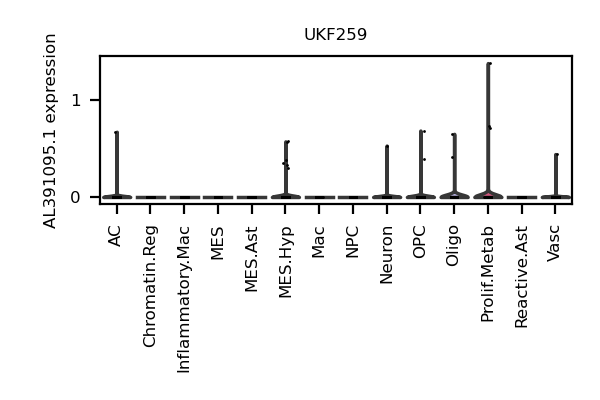 UKF259
AL391095.1 expression
1
0
AC
Chromatin.Reg
Inflammatory.Mac
MES
MES.Ast
MES.Hyp
Mac
NPC
Neuron
OPC
Oligo
Prolif.Metab
Reactive.Ast
Vasc